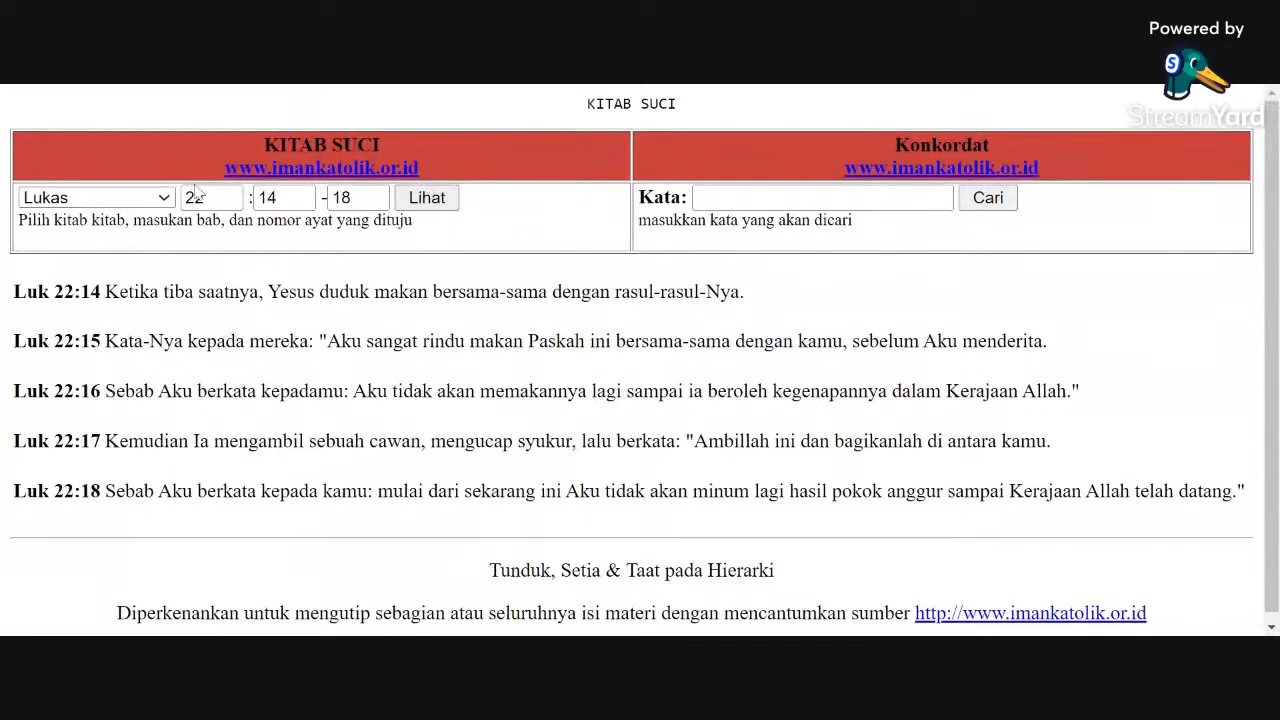 Powered by
StreamYard
KITAB SUCI
KITAB SUCI
www.imankatolik.or.id
Konkordat
www.imankatolik.or.id
Lukas 22 : 14 - 18 Lihat
Pilih kitab kitab, masukan bab, dan nomor ayat yang dituju
Kata: Cari
masukkan kata yang akan dicari
Luk 22:14 Ketika tiba saatnya, Yesus duduk makan bersama-sama dengan rasul-rasul-Nya.
Luk 22:15 Kata-Nya kepada mereka: "Aku sangat rindu makan Paskah ini bersama-sama dengan kamu, sebelum Aku menderita.
Luk 22:16 Sebab Aku berkata kepadamu: Aku tidak akan memakannya lagi sampai ia beroleh kegenapannya dalam Kerajaan Allah."
Luk 22:17 Kemudian Ia mengambil sebuah cawan, mengucap syukur, lalu berkata: "Ambillah ini dan bagikanlah di antara kamu.
Luk 22:18 Sebab Aku berkata kepada kamu: mulai dari sekarang ini Aku tidak akan minum lagi hasil pokok anggur sampai Kerajaan Allah telah datang."
Tunduk, Setia & Taat pada Hierarki
Diperkenankan untuk mengutip sebagian atau seluruhnya isi materi dengan mencantumkan sumber http://www.imankatolik.or.id